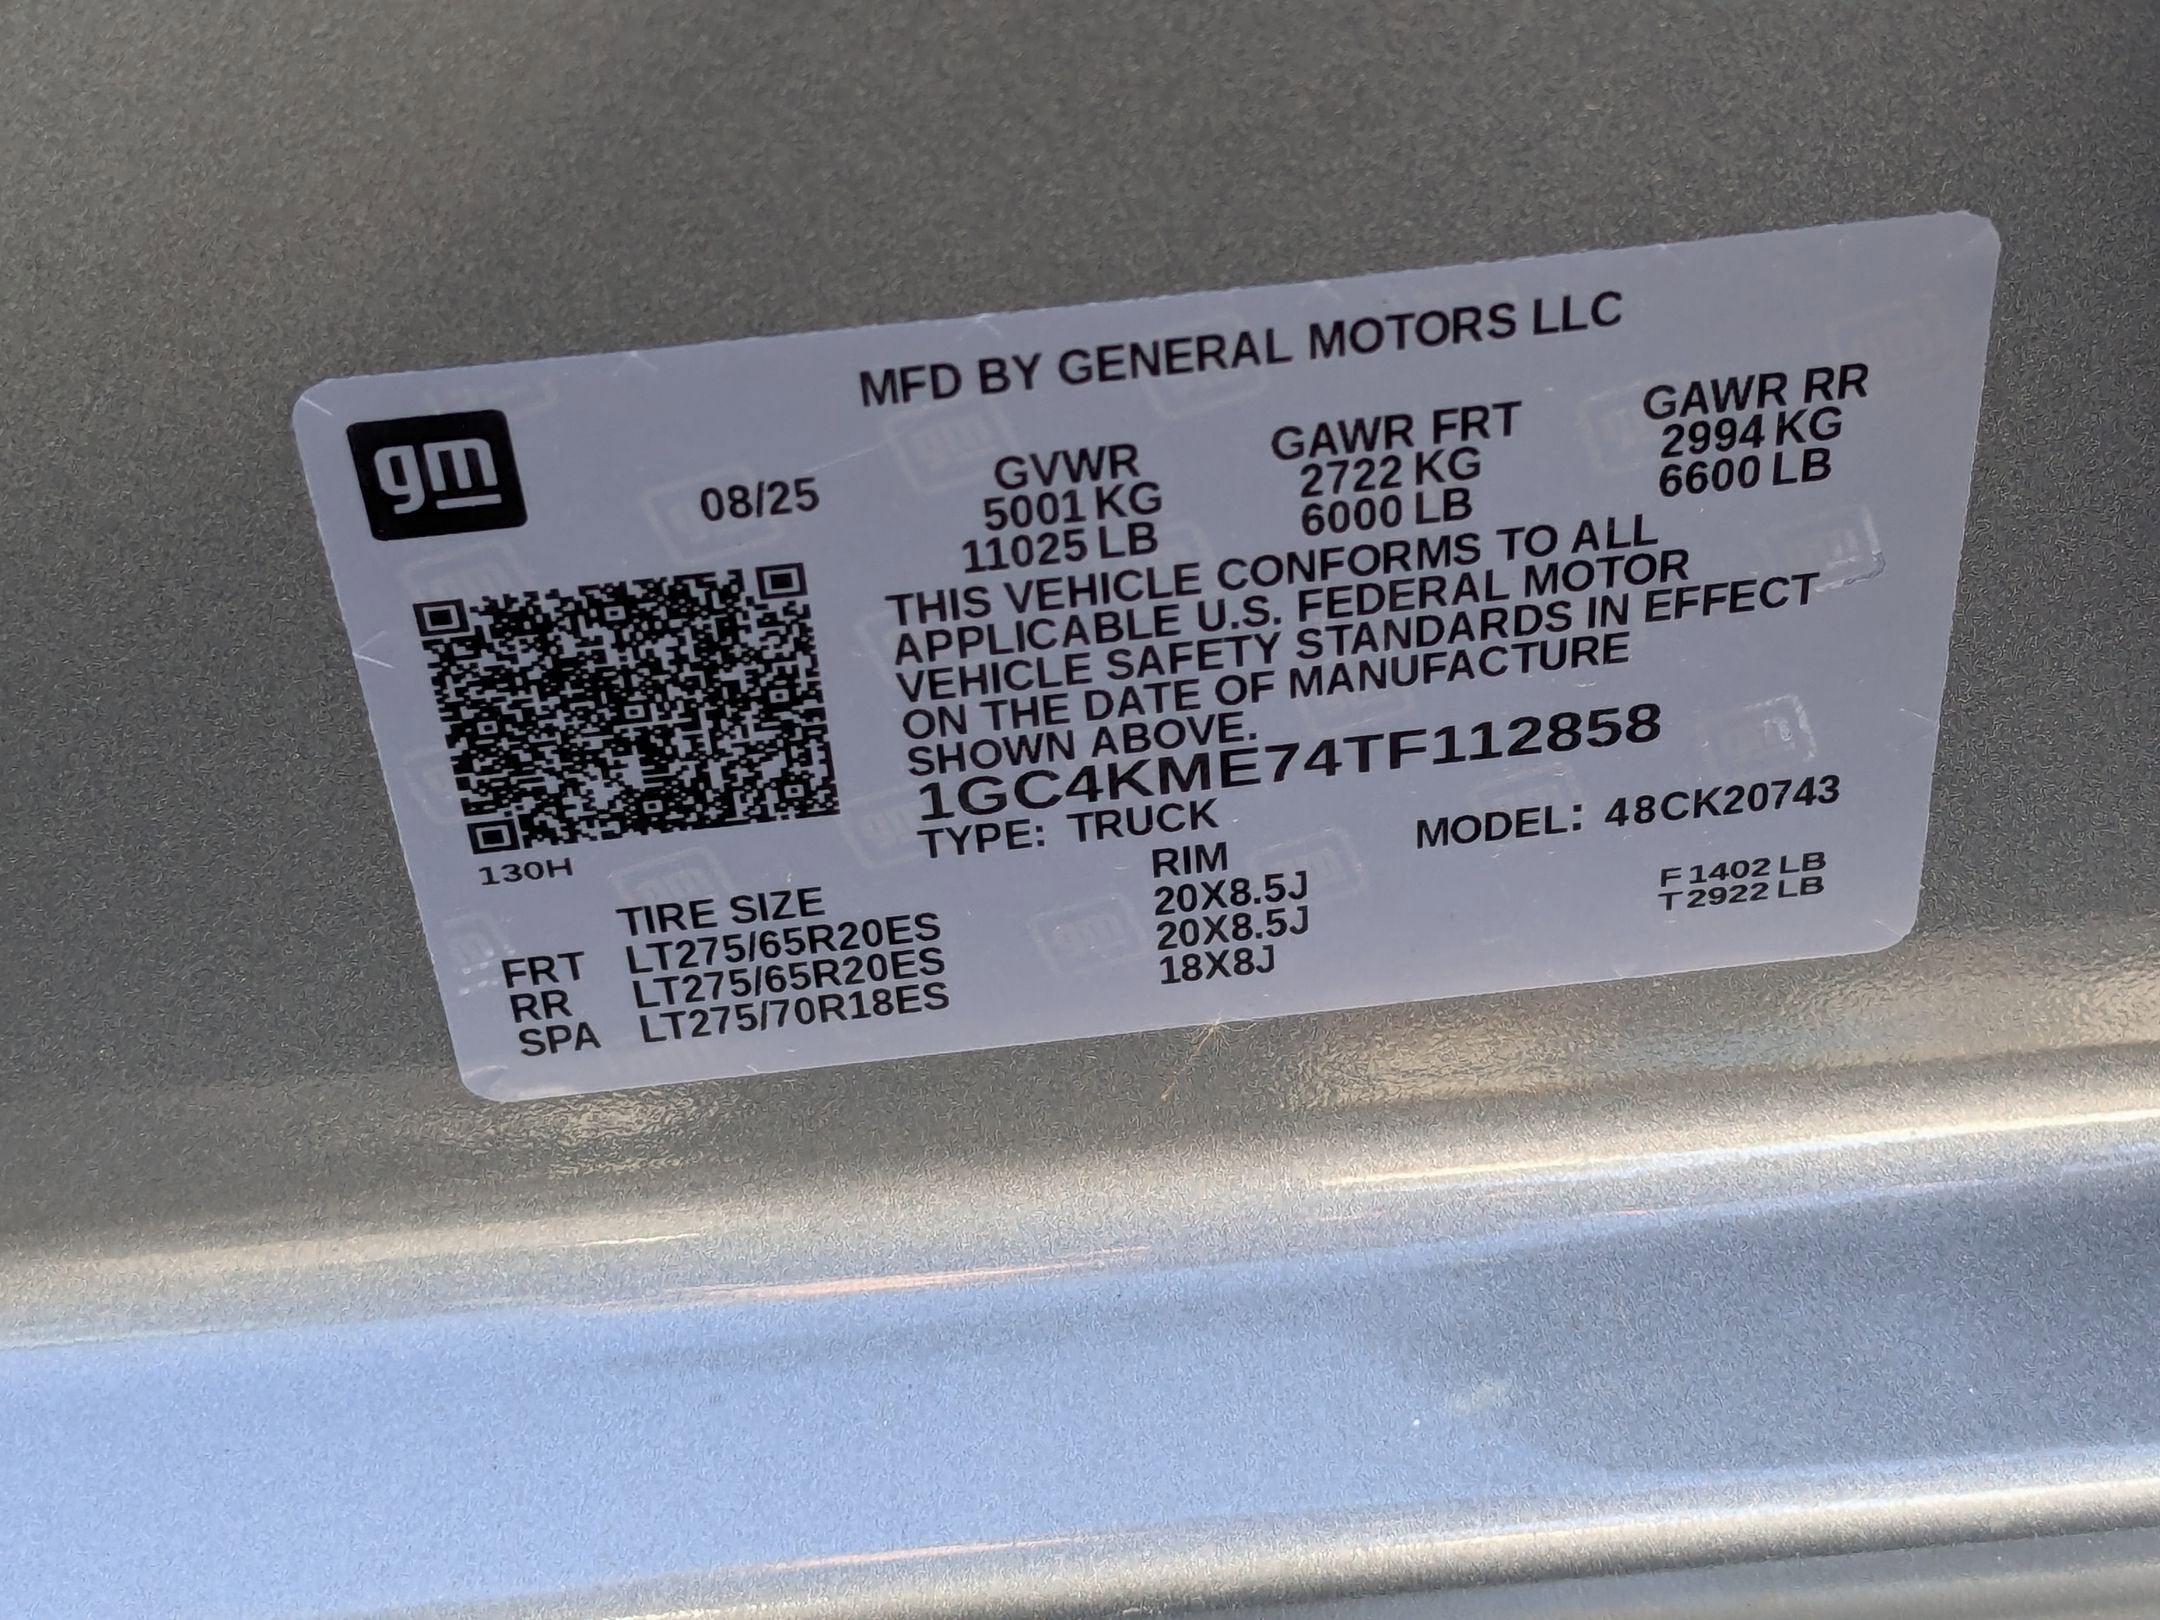 MFD BY GENERAL MOTORS LLC
gm
08/25
GVWR
5001 KG
11025 LB
GAWR FRT
2722 KG
6000 LB
GAWR RR
2994 KG
6600 LB
THIS VEHICLE CONFORMS TO ALL
APPLICABLE U.S. FEDERAL MOTOR
VEHICLE SAFETY STANDARDS IN EFFECT
ON THE DATE OF MANUFACTURE
SHOWN ABOVE.
1GC4KME74TF112858
TYPE: TRUCK
MODEL: 48CK20743
130H
TIRE SIZE RIM
FRT LT275/65R20ES 20X8.5J
RR LT275/65R20ES 20X8.5J
SPA LT275/70R18ES 18X8J
F 1402 LB
T 2922 LB